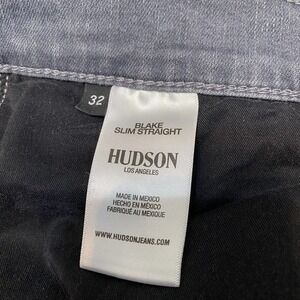 32
BLAKE
SLIM STRAIGHT
HUDSON
LOS ANGELES
MADE IN MEXICO
HECHO EN MÉXICO
FABRIQUÉ AU MEXIQUE
WWW.HUDSONJEANS.COM